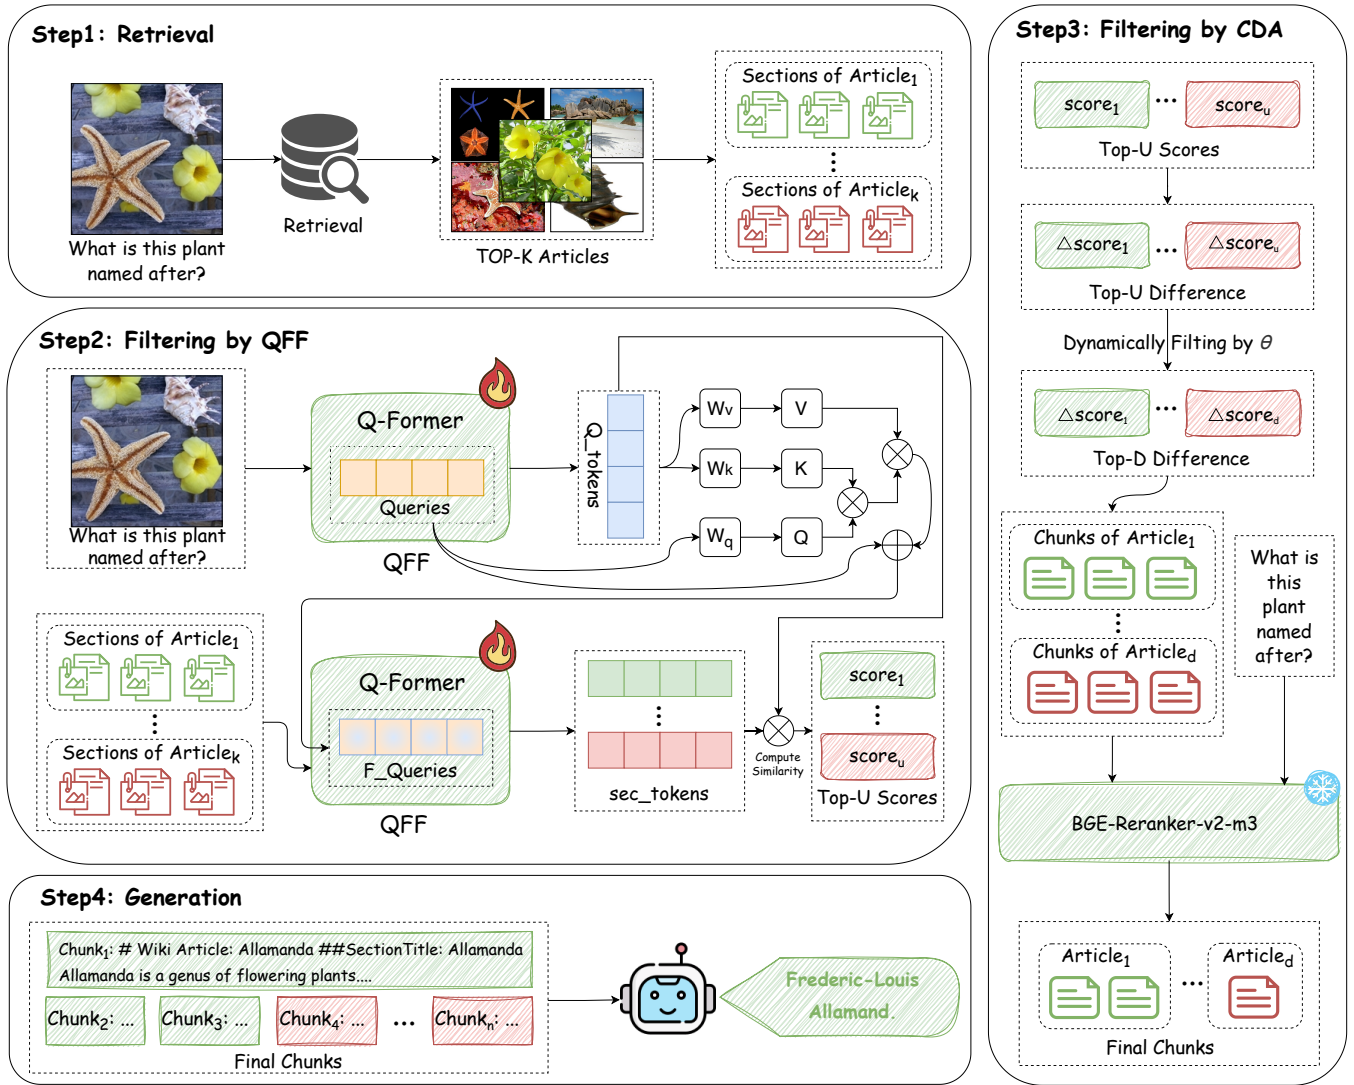 Step1: Retrieval
What is this plant
named after?
Retrieval
TOP-K Articles
Sections of Article1
Sections of Articlek
Step2: Filtering by QFF
What is this plant
named after?
Q-Former
Queries
QFF
Q_tokens
Wv
V
Wk
K
Wq
Q
Sections of Article1
Sections of Articlek
Q-Former
F_Queries
QFF
sec_tokens
Compute
Similarity
score1
scoreu
Top-U Scores
Step3: Filtering by CDA
score1
...
scoreu
Top-U Scores
△score1
...
△scoreu
Top-U Difference
Dynamically Filting by θ
△score1
...
△scored
Top-D Difference
Chunks of Article1
Chunks of Articled
What is
this
plant
named
after?
BGE-Reranker-v2-m3
Article1
...
Articled
Final Chunks
Step4: Generation
Chunk1: # Wiki Article: Allamanda ##SectionTitle: Allamanda
Allamanda is a genus of flowering plants....
Chunk2: ...
Chunk3: ...
Chunk4: ...
...
Chunkn: ...
Final Chunks
Frederic-Louis
Allamand.